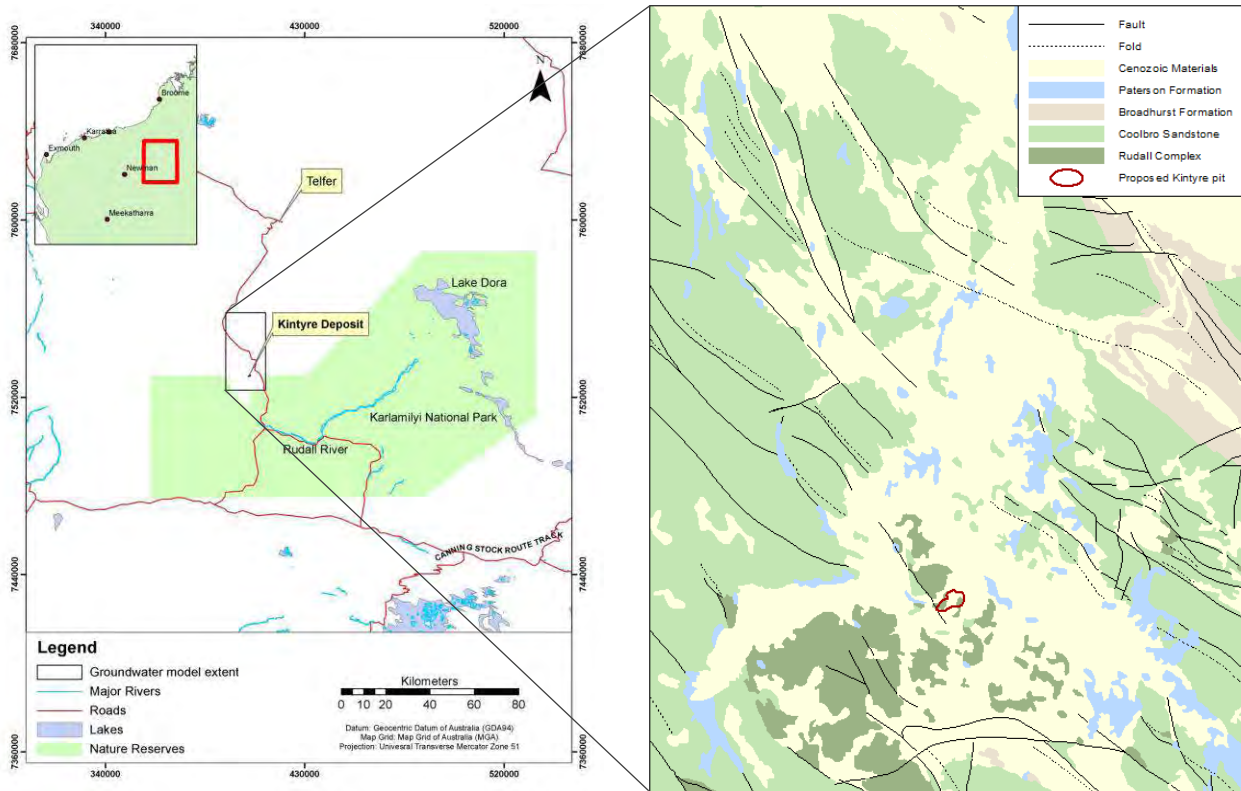 340000
430000
520000
7680000
7680000
N
Broome
Karratha
Exmouth
Newman
Meekatharra
Telfer
7600000
7600000
Lake Dora
Kintyre Deposit
7520000
7520000
Karlamilyi National Park
Rudall River
CANNING STOCK ROUTE TRACK
7440000
7440000
Legend
Groundwater model extent
Major Rivers
Roads
Lakes
Nature Reserves
Kilometers
0 10 20 40 60 80
Datum: Geocentric Datum of Australia (GDA94)
Map Grid: Map Grid of Australia (MGA)
Projection: Univesral Transverse Mercator Zone 51
7360000
7360000
340000
430000
520000
Fault
Fold
Cenozoic Materials
Paterson Formation
Broadhurst Formation
Coolbro Sandstone
Rudall Complex
Proposed Kintyre pit